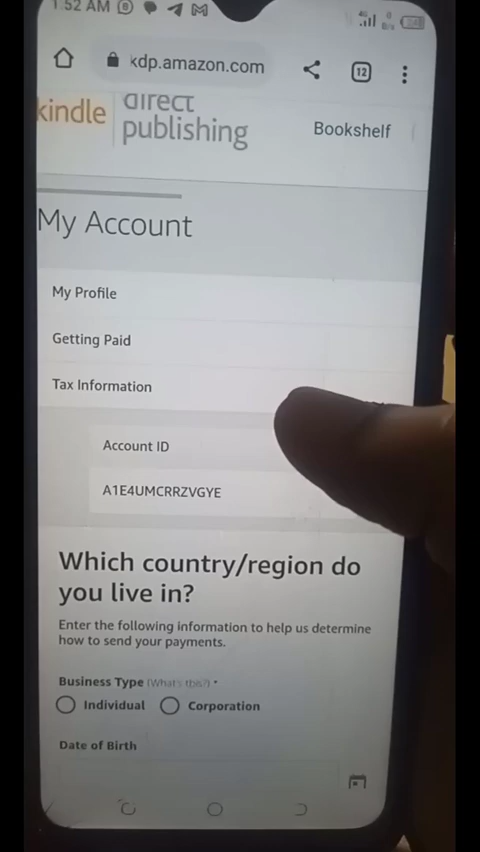 1:52 AM
kdp.amazon.com
12
kindle direct publishing
Bookshelf
My Account
My Profile
Getting Paid
Tax Information
Account ID
A1E4UMCRRZVGYE
Which country/region do
you live in?
Enter the following information to help us determine
how to send your payments.
Business Type (What's this?) *
Individual Corporation
Date of Birth